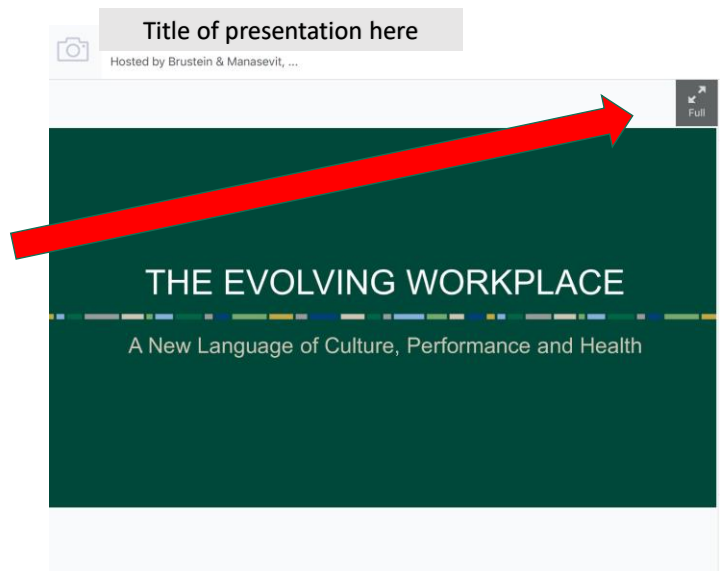 Title of presentation here
Hosted by Brustein & Manasevit, ...
Full
THE EVOLVING WORKPLACE
A New Language of Culture, Performance and Health